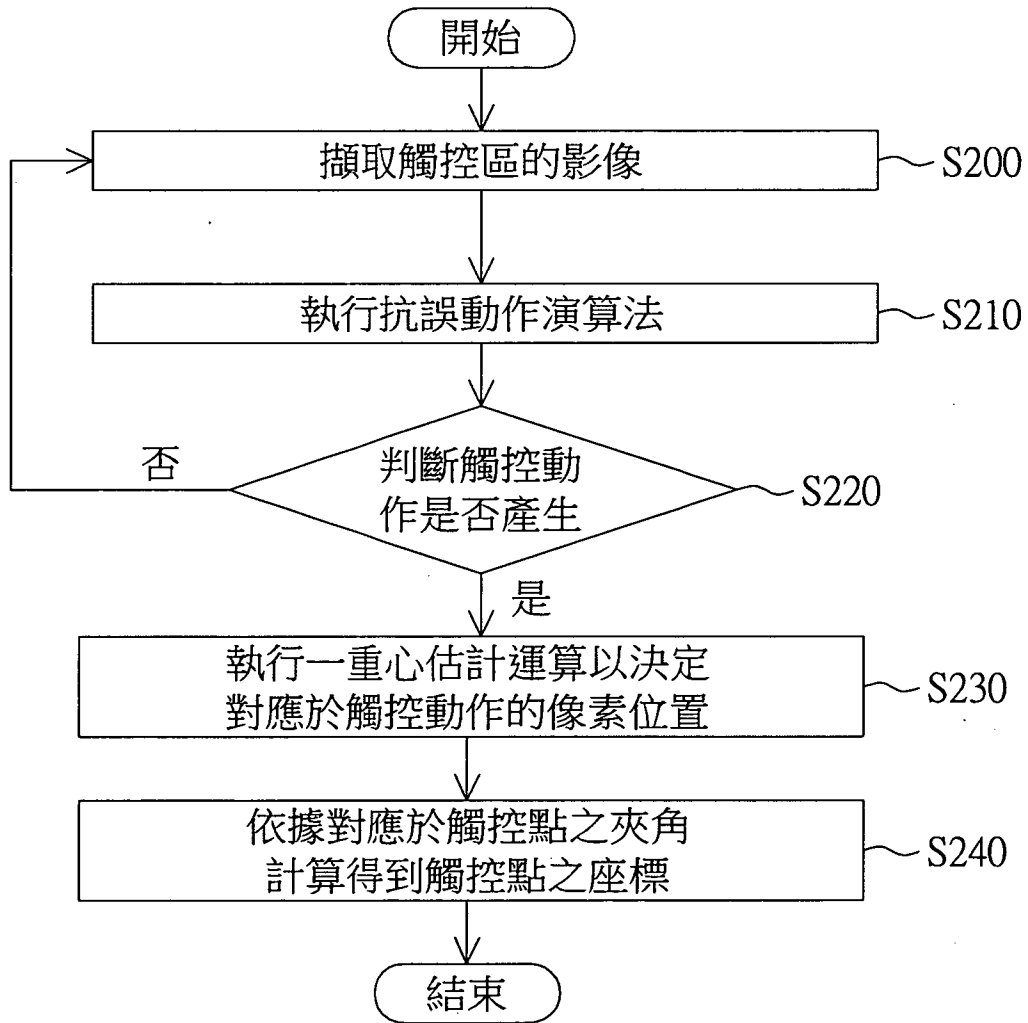 開始
擷取觸控區的影像
S200
執行抗誤動作演算法
S210
否
判斷觸控動
作是否產生
S220
是
執行一重心估計運算以決定
對應於觸控動作的像素位置
S230
依據對應於觸控點之夾角
計算得到觸控點之座標
S240
結束